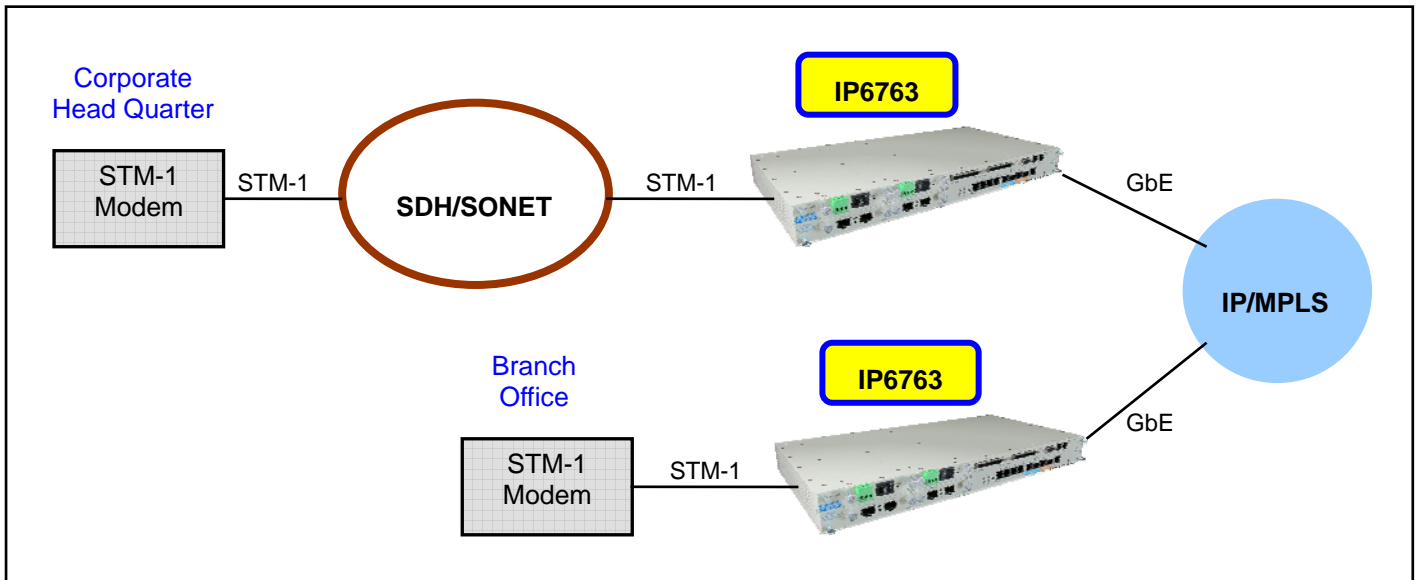 Corporate
Head Quarter
STM-1
Modem
STM-1
SDH/SONET
STM-1
IP6763
GbE
IP/MPLS
Branch
Office
STM-1
Modem
STM-1
IP6763
GbE